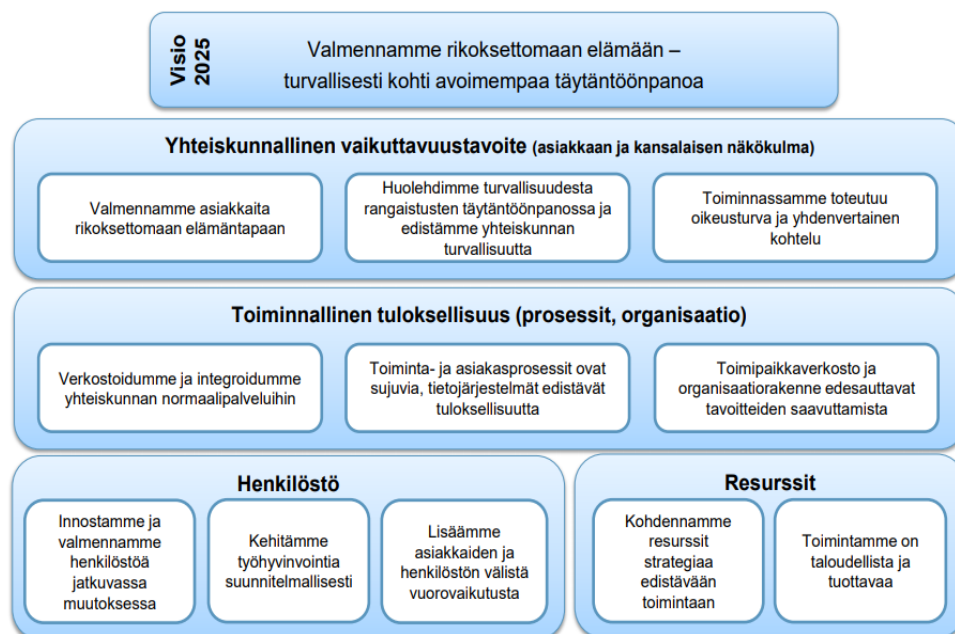 Visio
2025
Valmennamme rikoksettomaan elämään –
turvallisesti kohti avoimempaa täytäntöönpanoa
Yhteiskunnallinen vaikuttavuustavoite (asiakkaan ja kansalaisen näkökulma)
Valmennamme asiakkaita
rikoksettomaan elämäntapaan
Huolehdimme turvallisuudesta
rangaistusten täytäntöönpanossa ja
edistämme yhteiskunnan
turvallisuutta
Toiminnassamme toteutuu
oikeusturva ja yhdenvertainen
kohtelu
Toiminnallinen tuloksellisuus (prosessit, organisaatio)
Verkostoidumme ja integroidumme
yhteiskunnan normaalipalveluihin
Toiminta- ja asiakasprosessit ovat
sujuvia, tietojärjestelmät edistävät
tuloksellisuutta
Toimipaikkaverkosto ja
organisaatiorakenne edesauttavat
tavoitteiden saavuttamista
Henkilöstö
Innostamme ja
valmennamme
henkilöstöä
jatkuvassa
muutoksessa
Kehitämme
työhyvinvointia
suunnitelmallisesti
Lisäämme
asiakkaiden ja
henkilöstön välistä
vuorovaikutusta
Resurssit
Kohdennamme
resurssit
strategiaa
edistävään
toimintaan
Toimintamme on
taloudellista ja
tuottavaa